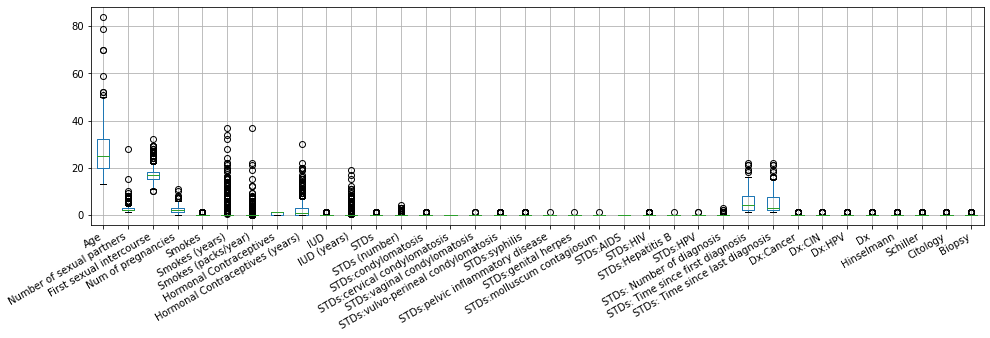 80
60
40
20
0
Age
Number of sexual partners
First sexual intercourse
Num of pregnancies
Smokes
Smokes (years)
Smokes (packs/year)
Hormonal Contraceptives
Hormonal Contraceptives (years)
IUD
IUD (years)
STDs
STDs (number)
STDs:condylomatosis
STDs:cervical condylomatosis
STDs:vaginal condylomatosis
STDs:vulvo-perineal condylomatosis
STDs:syphilis
STDs:pelvic inflammatory disease
STDs:genital herpes
STDs:molluscum contagiosum
STDs:AIDS
STDs:HIV
STDs:Hepatitis B
STDs:HPV
STDs: Number of diagnosis
STDs: Time since first diagnosis
STDs: Time since last diagnosis
Dx:Cancer
Dx:CIN
Dx:HPV
Dx
Hinselmann
Schiller
Citology
Biopsy